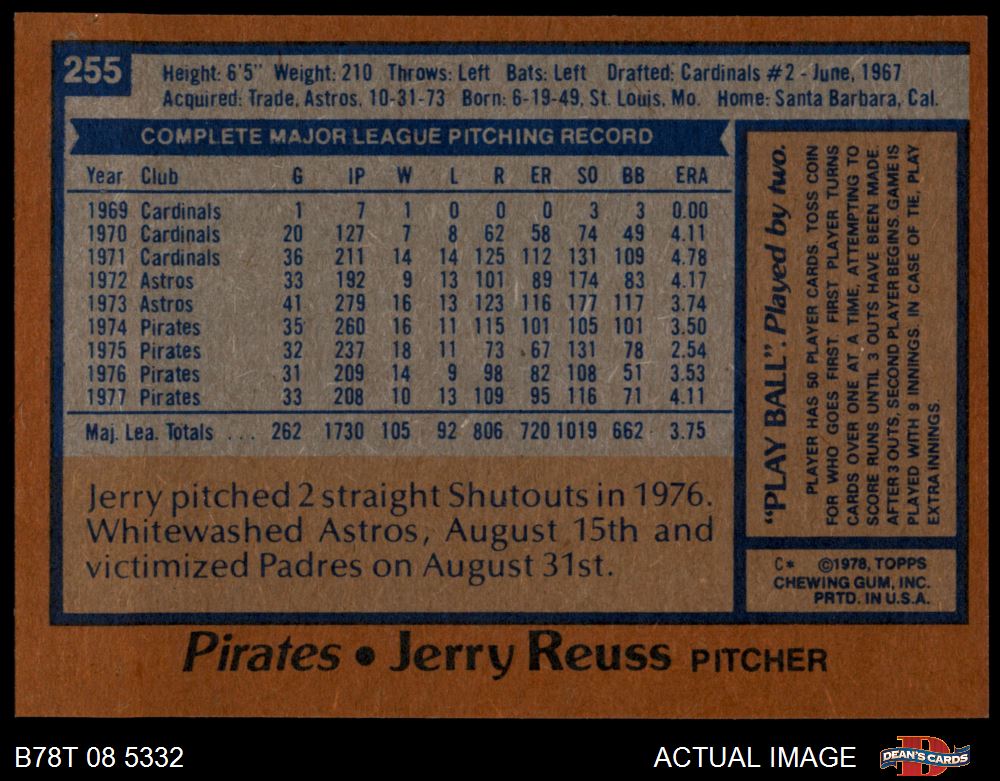 255
Height: 6'5" Weight: 210 Throws: Left Bats: Left Drafted: Cardinals #2 - June, 1967
Acquired: Trade, Astros, 10-31-73 Born: 6-19-49, St. Louis, Mo. Home: Santa Barbara, Cal.
COMPLETE MAJOR LEAGUE PITCHING RECORD
Year Club G IP W L R ER SO BB ERA
1969 Cardinals 1 7 1 0 0 0 3 3 0.00
1970 Cardinals 20 127 7 8 62 58 74 49 4.11
1971 Cardinals 36 211 14 14 125 112 131 109 4.78
1972 Astros 33 192 9 13 101 89 174 83 4.17
1973 Astros 41 279 16 13 123 116 177 117 3.74
1974 Pirates 35 260 16 11 115 101 105 101 3.50
1975 Pirates 32 237 18 11 73 67 131 78 2.54
1976 Pirates 31 209 14 9 98 82 108 51 3.53
1977 Pirates 33 208 10 13 109 95 116 71 4.11
Maj. Lea. Totals ... 262 1730 105 92 806 720 1019 662 3.75
Jerry pitched 2 straight Shutouts in 1976.
Whitewashed Astros, August 15th and
victimized Padres on August 31st.
"PLAY BALL". Played by two.
PLAYER HAS 50 PLAYER CARDS. TOSS COIN
FOR WHO GOES FIRST. FIRST PLAYER TURNS
CARDS OVER ONE AT A TIME, ATTEMPTING TO
SCORE RUNS UNTIL 3 OUTS HAVE BEEN MADE.
AFTER 3 OUTS, SECOND PLAYER BEGINS. GAME IS
PLAYED WITH 9 INNINGS. IN CASE OF TIE, PLAY
EXTRA INNINGS
C* ©1978, TOPPS
CHEWING GUM, INC.
PRTD. IN U.S.A.
Pirates • Jerry Reuss PITCHER
B78T 08 5332
ACTUAL IMAGE
DEAN'S CARDS